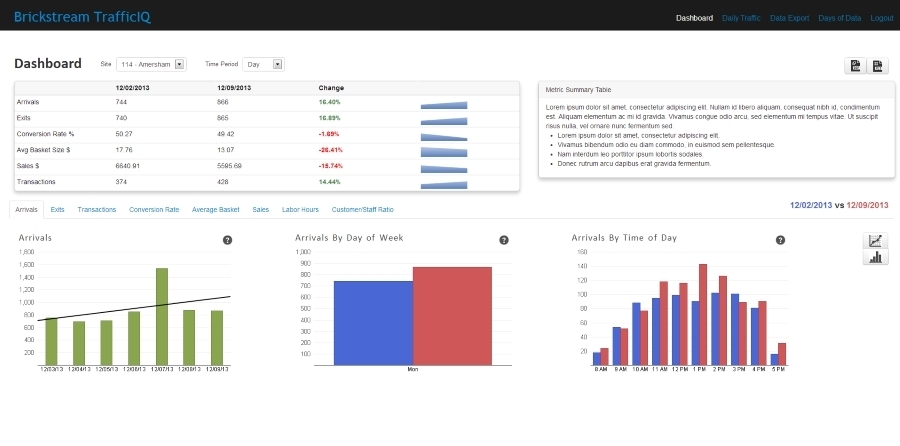 Brickstream TrafficIQ
Dashboard Daily Traffic Data Export Days of Data Logout
Dashboard Site 114 - Amersham Time Period Day
12/02/2013 12/09/2013 Change
Arrivals 744 866 16.40%
Exits 740 865 16.89%
Conversion Rate % 50.27 49.42 -1.69%
Avg Basket Size $ 17.76 13.07 -26.41%
Sales $ 6640.91 5595.69 -15.74%
Transactions 374 428 14.44%
Metric Summary Table
Lorem ipsum dolor sit amet, consectetur adipiscing elit. Nullam id libero aliquam, consequat nibh id, condimentum
est. Aliquam elementum ac mi id gravida. Vivamus congue odio arcu, sed elementum mi tempus vitae. Ut suscipit
risus nulla, vel ornare nunc fermentum sed.
Lorem ipsum dolor sit amet, consectetur adipiscing elit.
Vivamus bibendum odio eu diam commodo, in euismod sem pellentesque.
Nam interdum leo porttitor ipsum lobortis sodales.
Donec rutrum arcu dapibus erat gravida fermentum.
Arrivals Exits Transactions Conversion Rate Average Basket Sales Labor Hours Customer/Staff Ratio
12/02/2013 vs 12/09/2013
Arrivals
1,800
1,600
1,400
1,200
1,000
800
600
400
200
12/03/13 12/04/13 12/05/13 12/06/13 12/07/13 12/08/13 12/09/13
Arrivals By Day of Week
1,000
900
800
700
600
500
400
300
200
100
Mon
Arrivals By Time of Day
160
140
120
100
80
60
40
20
8 AM 9 AM 10 AM 11 AM 12 PM 1 PM 2 PM 3 PM 4 PM 5 PM